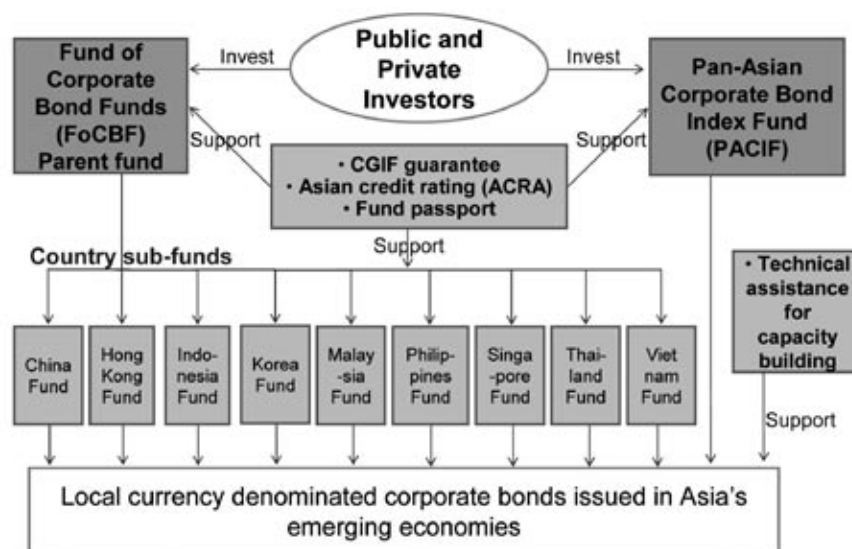 Fund of
Corporate
Bond Funds
(FoCBF)
Parent fund
Invest
Public and
Private
Investors
Invest
Pan-Asian
Corporate Bond
Index Fund
(PACIF)
Support
Support
• CGIF guarantee
• Asian credit rating (ACRA)
• Fund passport
Support
Country sub-funds
• Technical
assistance
for
capacity
building
China
Fund
Hong
Kong
Fund
Indo-
nesia
Fund
Korea
Fund
Malay
-sia
Fund
Philip-
pines
Fund
Singa
-pore
Fund
Thai-
land
Fund
Viet
nam
Fund
Support
Local currency denominated corporate bonds issued in Asia's
emerging economies